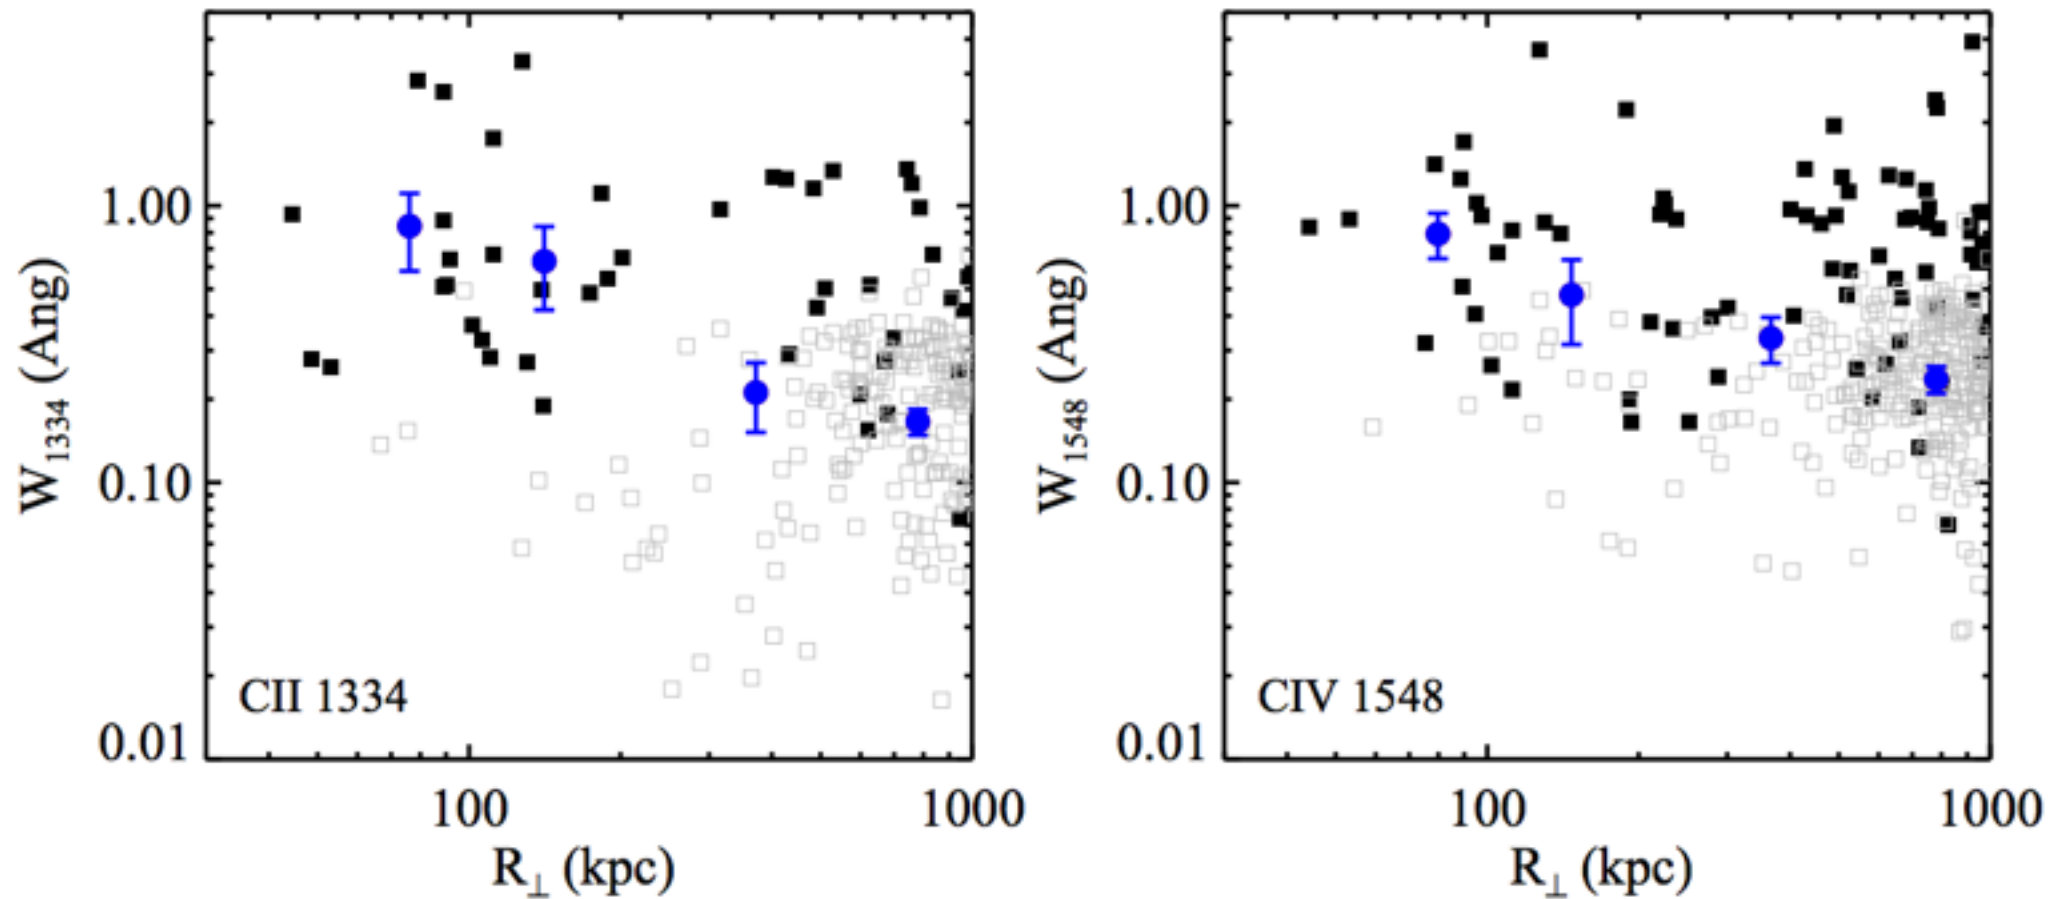 W₁₃₃₄ (Ang)
1.00
0.10
0.01
CII 1334
100
1000
R⊥ (kpc)
W₁₅₄₈ (Ang)
1.00
0.10
0.01
CIV 1548
100
1000
R⊥ (kpc)